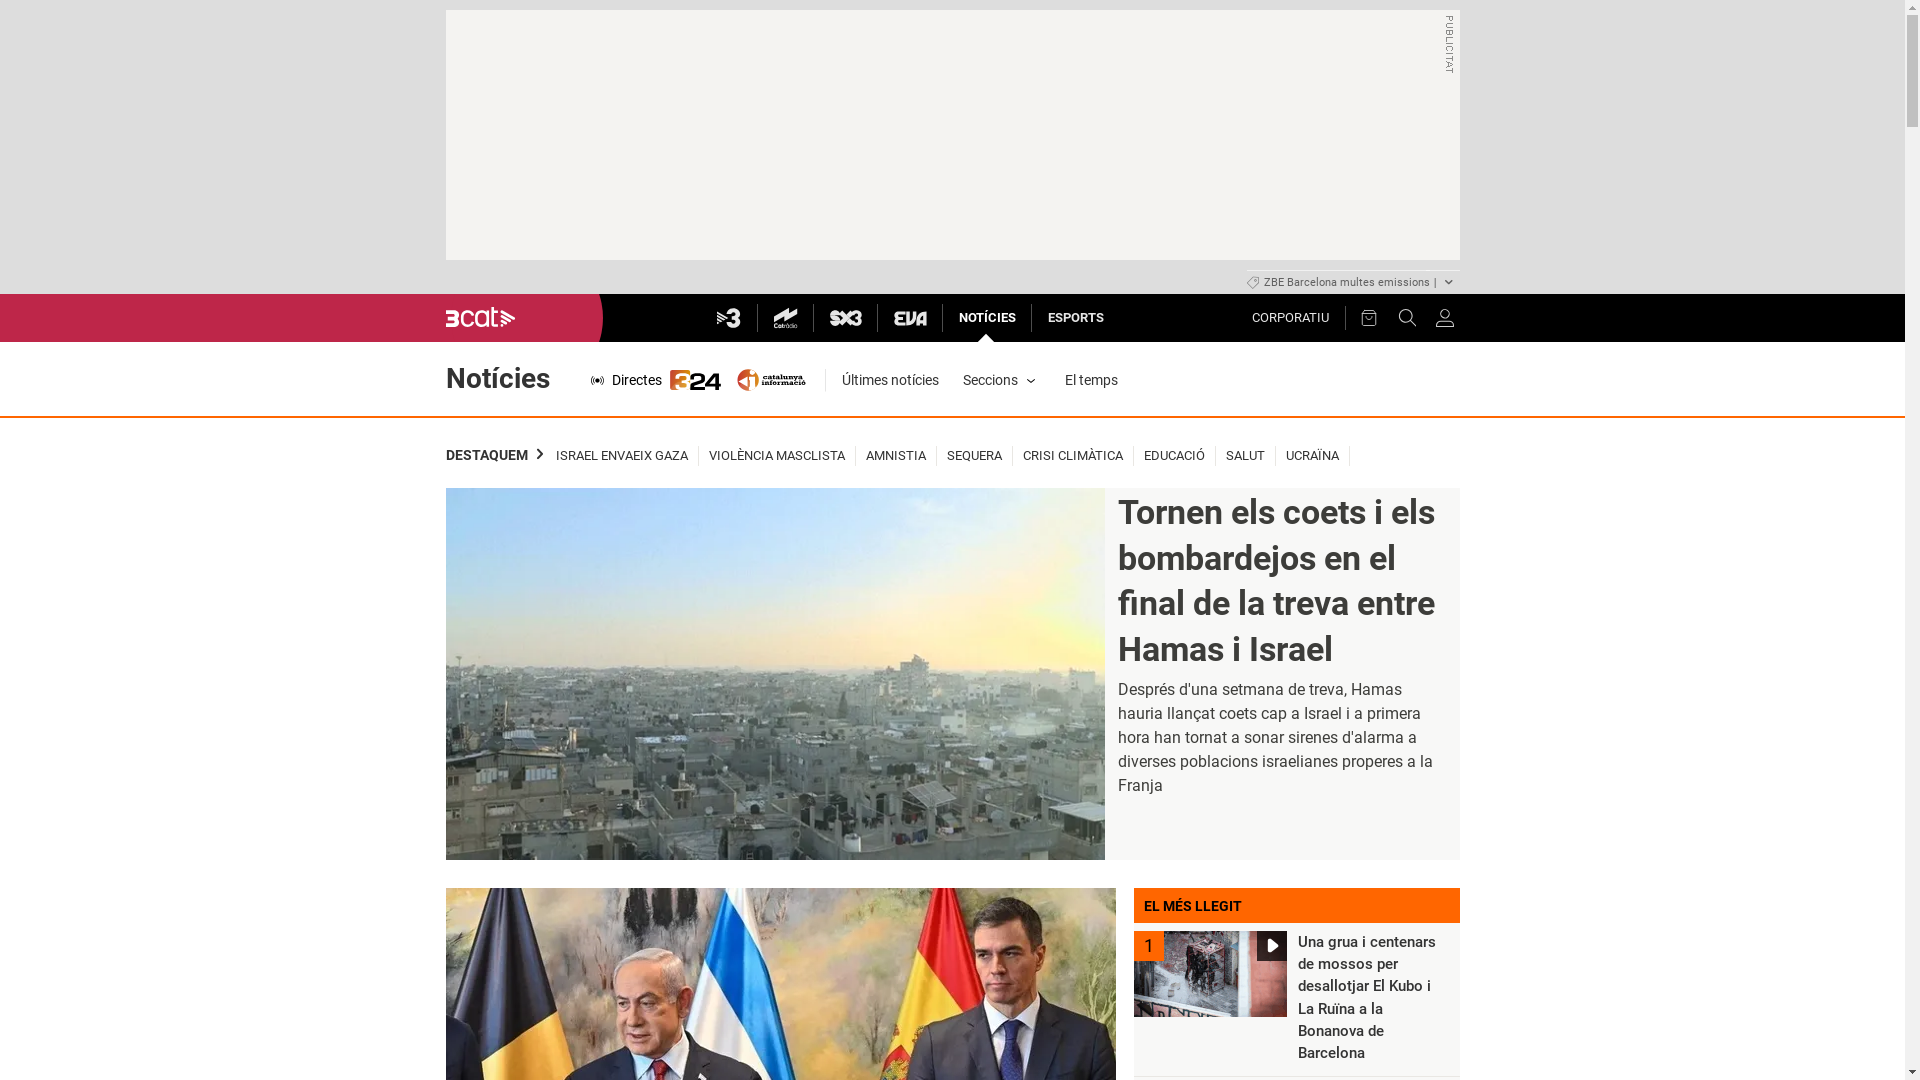 PUBLICITAT
ZBE Barcelona multes emissions |
3cat
3
Catràdio
SX3
EVA
NOTÍCIES
ESPORTS
CORPORATIU
Notícies
Directes
324
catalunya
informació
Últimes notícies
Seccions
El temps
DESTAQUEM
ISRAEL ENVAEIX GAZA
VIOLÈNCIA MASCLISTA
AMNISTIA
SEQUERA
CRISI CLIMÀTICA
EDUCACIÓ
SALUT
UCRAÏNA
Tornen els coets i els
bombardejos en el
final de la treva entre
Hamas i Israel
Després d'una setmana de treva, Hamas
hauria llançat coets cap a Israel i a primera
hora han tornat a sonar sirenes d'alarma a
diverses poblacions israelianes properes a la
Franja
EL MÉS LLEGIT
1
Una grua i centenars
de mossos per
desallotjar El Kubo i
La Ruïna a la
Bonanova de
Barcelona